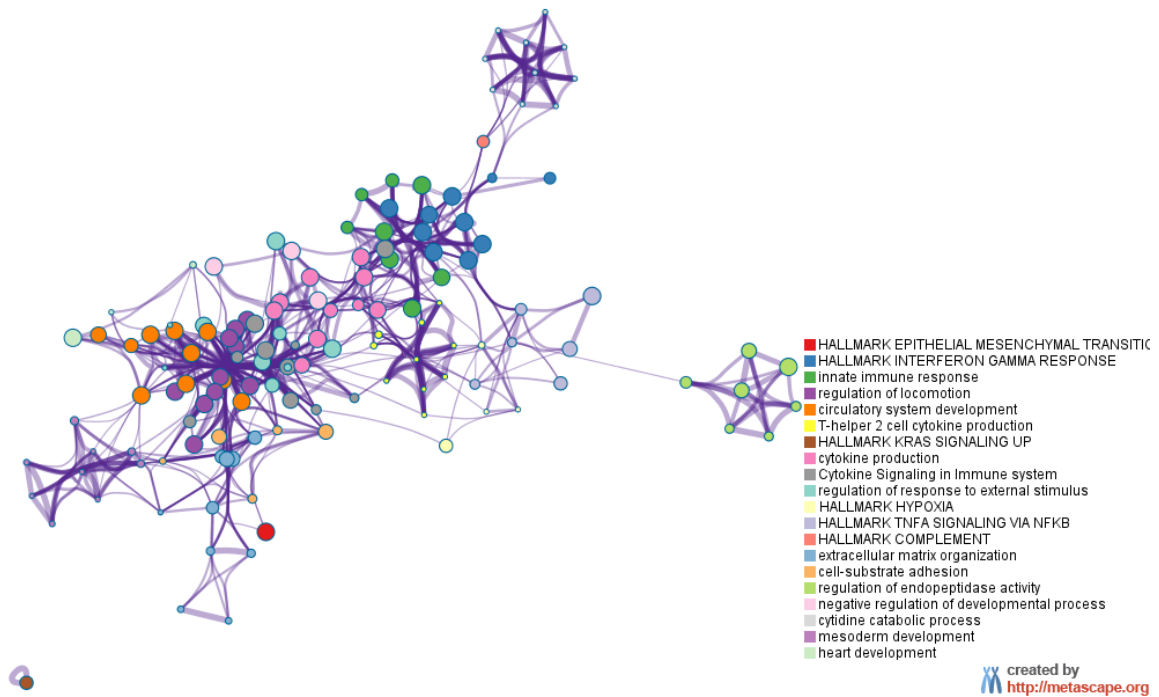 HALLMARK EPITHELIAL MESENCHYMAL TRANSITIO
HALLMARK INTERFERON GAMMA RESPONSE
innate immune response
regulation of locomotion
circulatory system development
T-helper 2 cell cytokine production
HALLMARK KRAS SIGNALING UP
cytokine production
Cytokine Signaling in Immune system
regulation of response to external stimulus
HALLMARK HYPOXIA
HALLMARK TNFA SIGNALING VIA NFKB
HALLMARK COMPLEMENT
extracellular matrix organization
cell-substrate adhesion
regulation of endopeptidase activity
negative regulation of developmental process
cytidine catabolic process
mesoderm development
heart development
created by
http://metascape.org